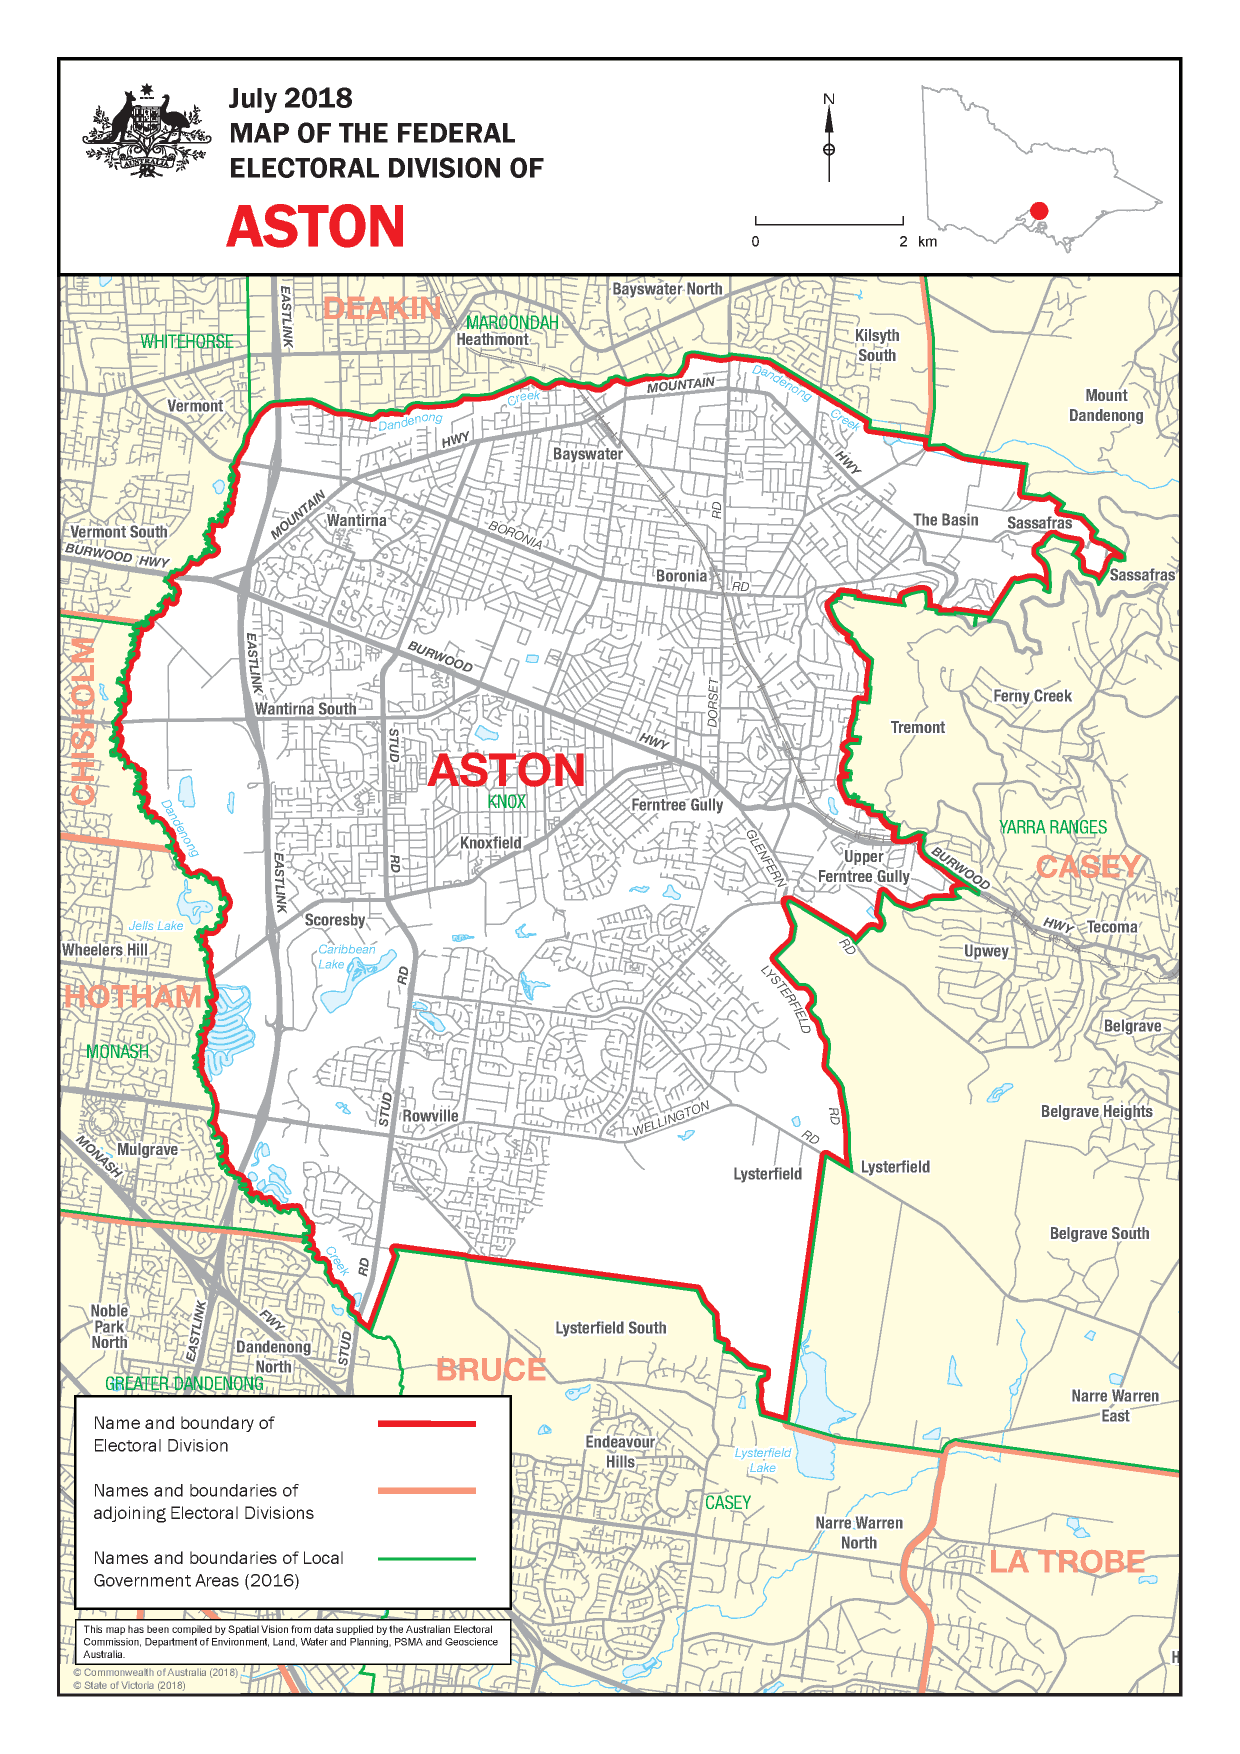 July 2018
MAP OF THE FEDERAL
ELECTORAL DIVISION OF
ASTON
AUSTRALIA
N
0 2 km
EASTLINK
DEAKIN
Bayswater North
MAROONDAH
Heathmont
WHITEHORSE
Kilsyth
South
Vermont
Dandenong
Creek
MOUNTAIN
Dandenong
Creek
Mount
Dandenong
HWY
Bayswater
HWY
MOUNTAIN
Wantirna
BORONIA
RD
The Basin
Sassafras
Vermont South
BURWOOD HWY
Boronia
RD
Sassafras
CHISHOLM
EASTLINK
BURWOOD
Wantirna South
DORSET
Ferny Creek
Tremont
STUD
HWY
ASTON
KNOX
Ferntree Gully
Dandenong
Knoxfield
GLENFERN
YARRA RANGES
CASEY
BURWOOD
Upper
Ferntree Gully
EASTLINK
RD
Scoresby
Jells Lake
Wheelers Hill
Caribbean
Lake
RD
RD
HWY
Tecoma
Upwey
HOTHAM
LYSTERFIELD
MONASH
Belgrave
STUD
Rowville
WELLINGTON
RD
RD
Belgrave Heights
MONASH
Mulgrave
Lysterfield
Lysterfield
Belgrave South
Creek
RD
Noble
Park
North
EASTLINK
FWY
Dandenong
North
STUD
GREATER DANDENONG
Lysterfield South
BRUCE
Narre Warren
East
Endeavour
Hills
Lysterfield
Lake
CASEY
Narre Warren
North
LA TROBE
H
Name and boundary of
Electoral Division
Names and boundaries of
adjoining Electoral Divisions
Names and boundaries of Local
Government Areas (2016)
This map has been compiled by Spatial Vision from data supplied by the Australian Electoral
Commission, Department of Environment, Land, Water and Planning, PSMA and Geoscience
Australia.
© Commonwealth of Australia (2018)
© State of Victoria (2018)